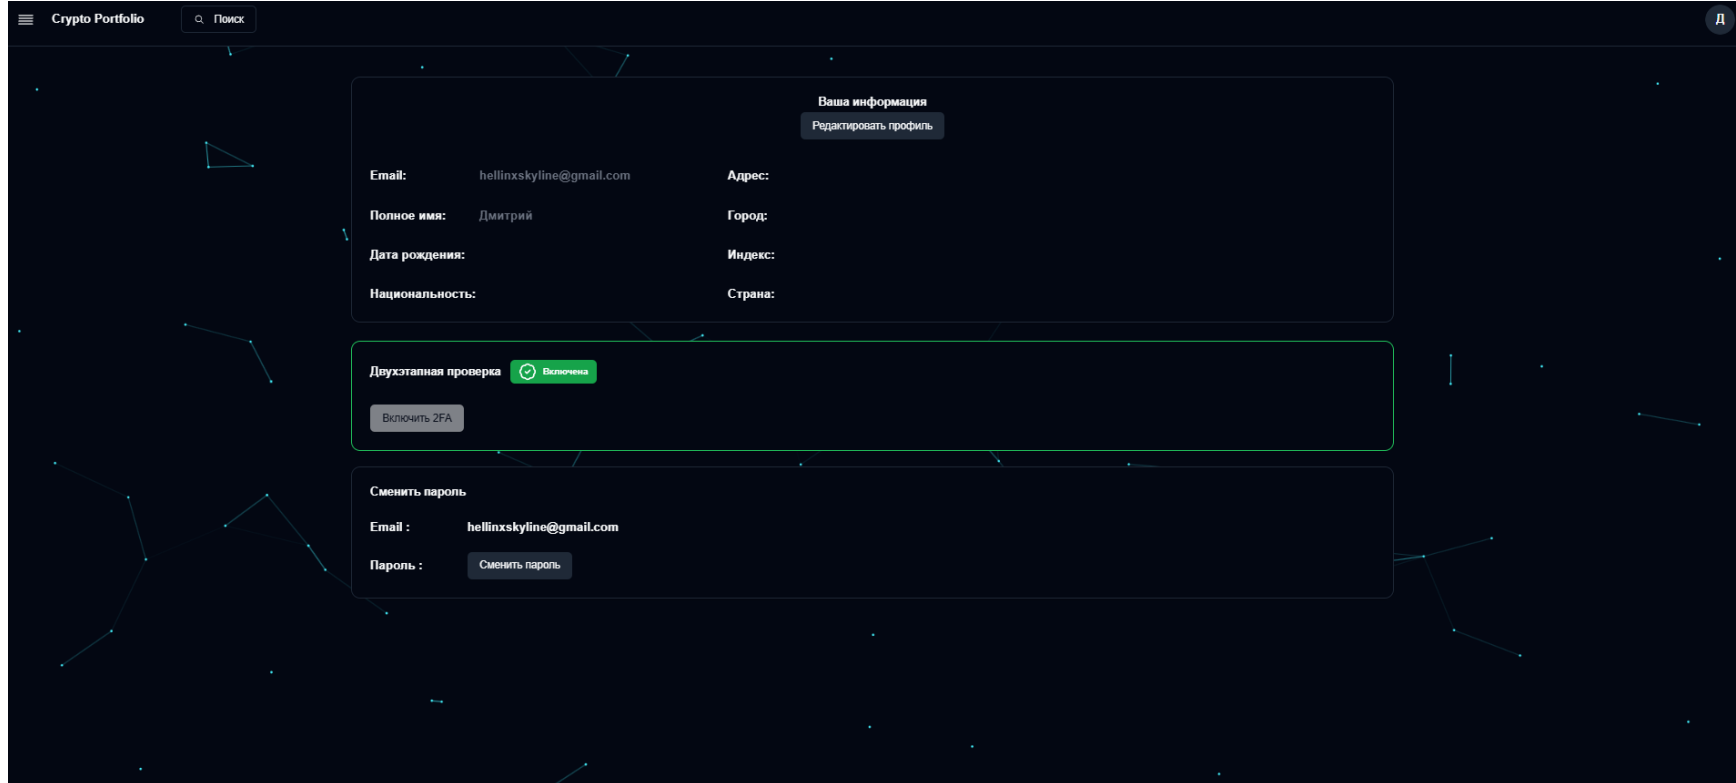 Crypto Portfolio Поиск Д
Ваша информация
Редактировать профиль
Email: hellinxskyline@gmail.com Адрес:
Полное имя: Дмитрий Город:
Дата рождения: Индекс:
Национальность: Страна:
Двухэтапная проверка Включена
Включить 2FA
Сменить пароль
Email : hellinxskyline@gmail.com
Пароль : Сменить пароль